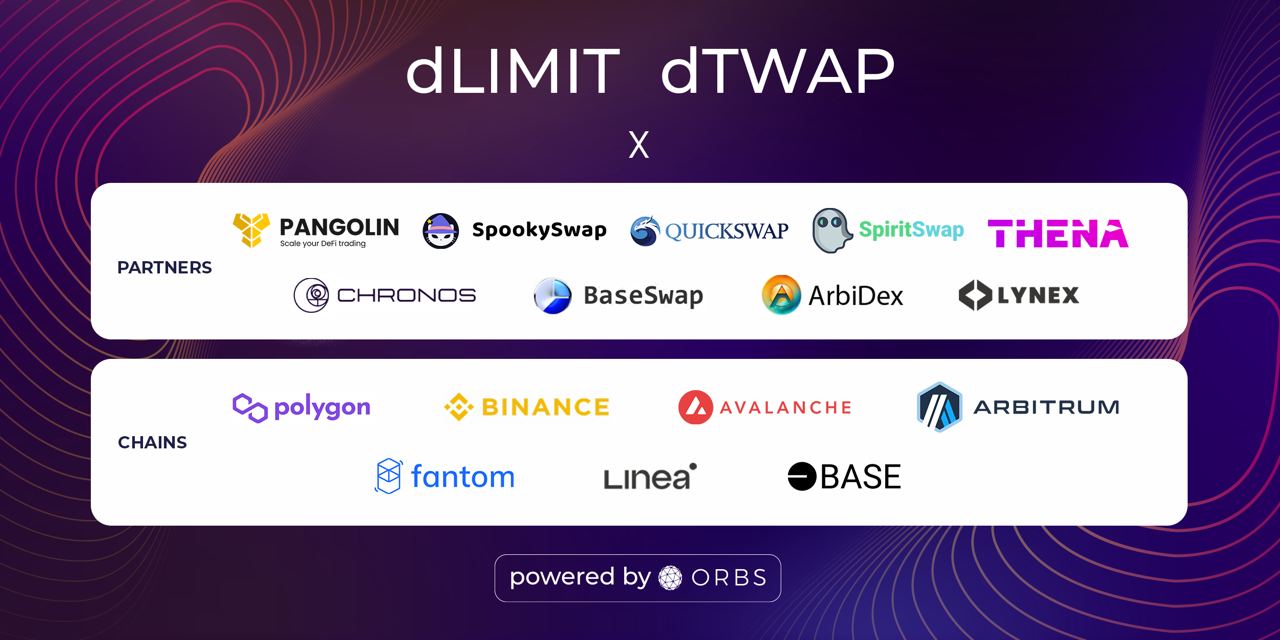 dLIMIT dTWAP
X
PARTNERS
PANGOLIN
Scale your DeFi trading
SpookySwap
QUICKSWAP
SpiritSwap
THENA
CHRONOS
BaseSwap
ArbiDex
LYNEX
CHAINS
polygon
BINANCE
AVALANCHE
ARBITRUM
fantom
Linea
BASE
powered by ORBS